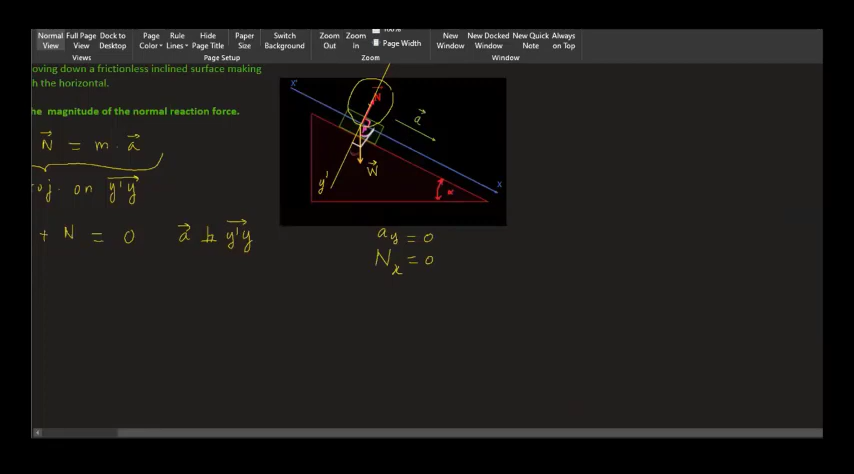 Normal View Full Page View Dock to Desktop Page Color Rule Lines Hide Page Title Paper Size Switch Background Zoom Out Zoom in 100% Page Width New Window New Docked Window New Quick Note Always on Top
Views Page Setup Zoom Window
oving down a frictionless inclined surface making
th the horizontal.
he magnitude of the normal reaction force.
N = m . a
oj. on y'y
+ N = 0 a ⊥ y'y
x'
N
a
W
y'
x
α
a_y = 0
N_x = 0